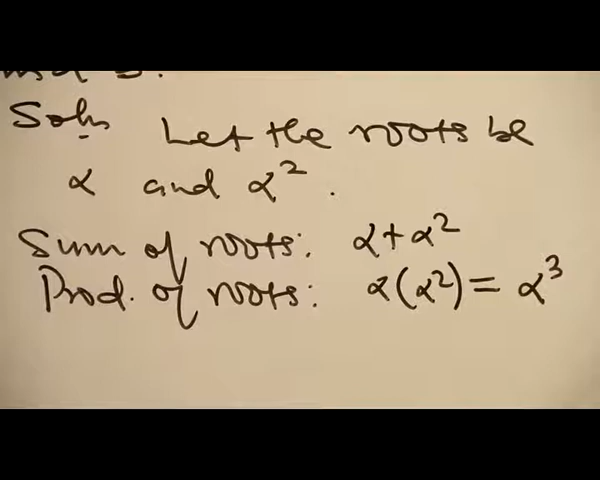 Soln Let the roots be
α and α².
Sum of roots: α+α²
Prod. of roots: α(α²) = α³